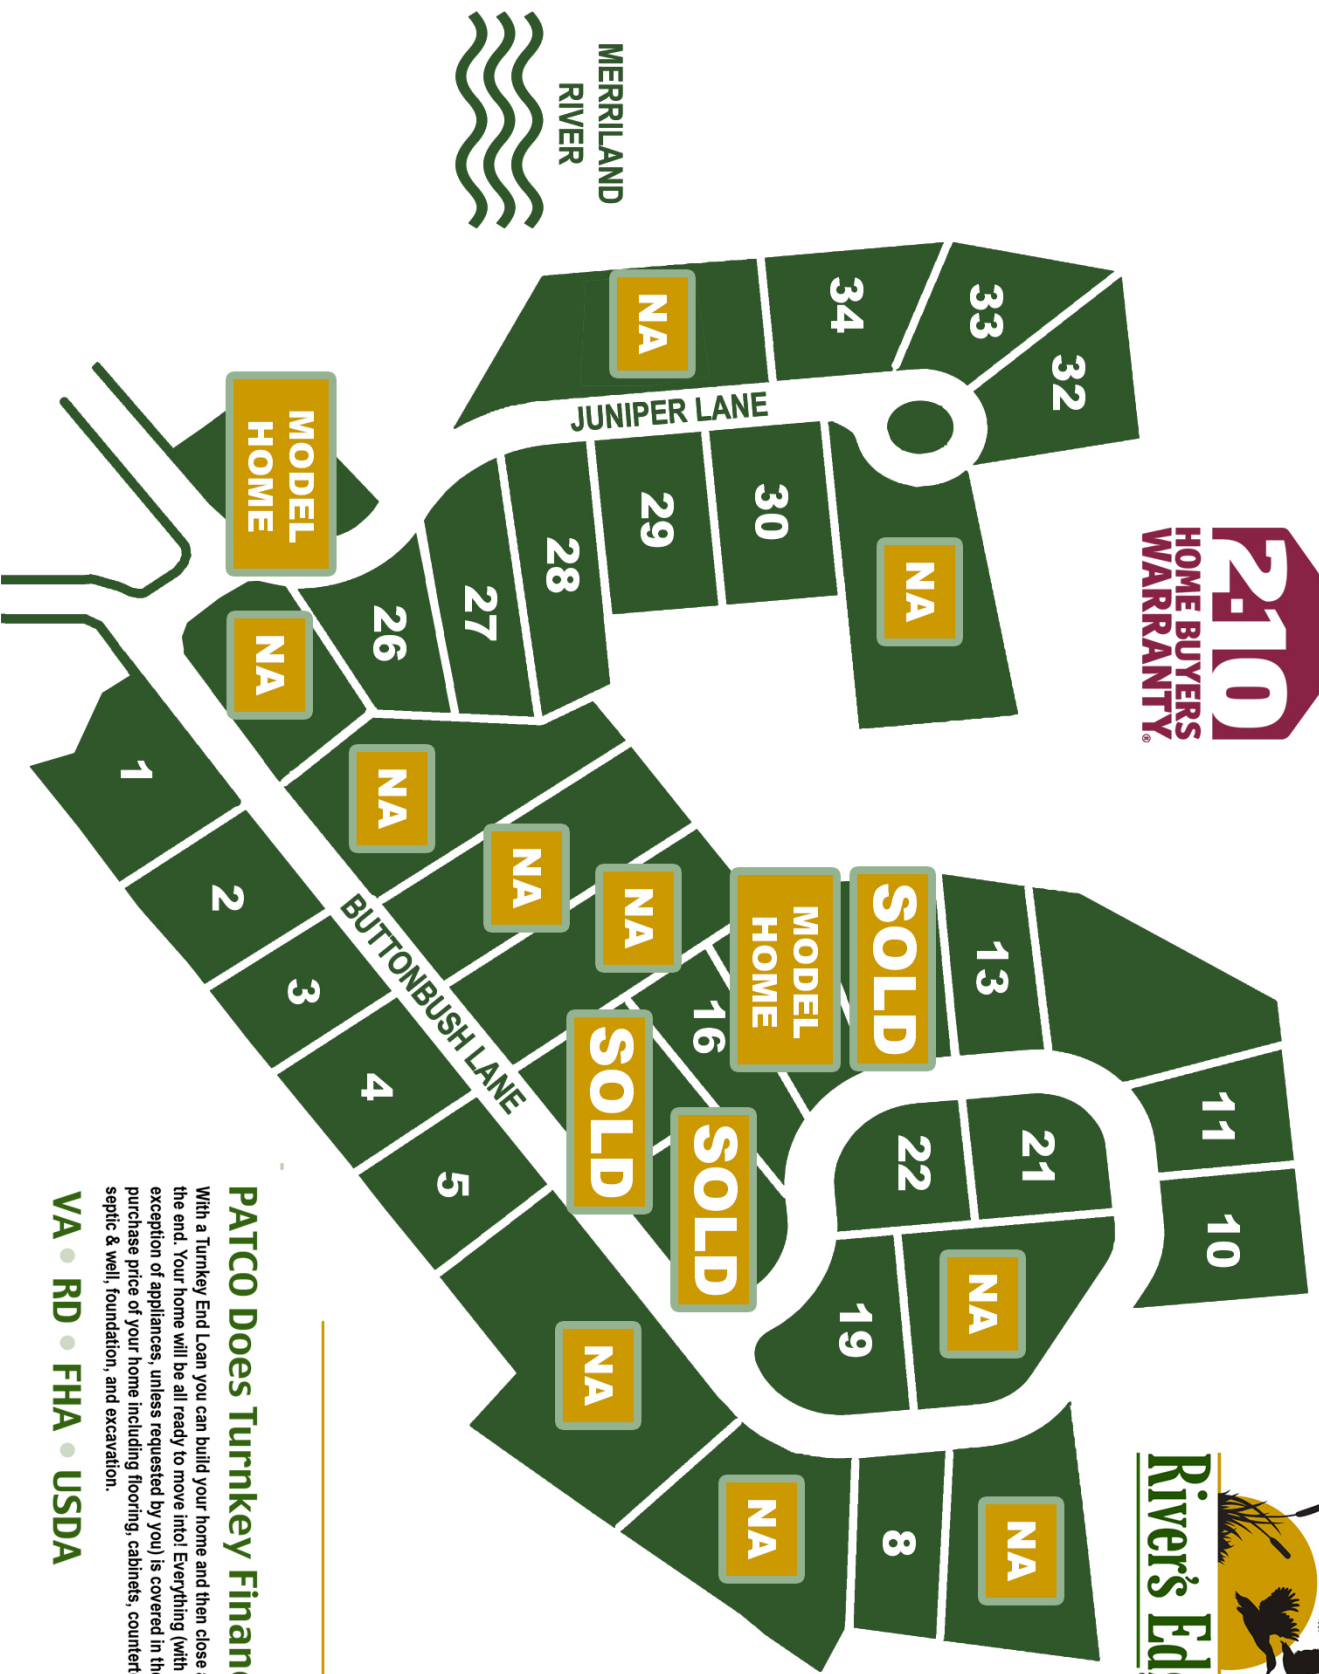 MERRILAND
RIVER
33
34
32
NA
JUNIPER LANE
30
29
28
27
26
NA
MODEL
HOME
NA
2-10
HOME BUYERS
WARRANTY®
NA
NA
NA
1
2
3
4
5
BUTTONBUSH LANE
SOLD
MODEL
HOME
13
16
SOLD
SOLD
11
10
21
22
19
NA
NA
NA
8
NA
River's
PATCO Does Turnkey
With a Turnkey End Loan you can build your home and then close
the end. Your home will be all ready to move into! Everything (with
exception of appliances, unless requested by you) is covered in the
purchase price of your home including flooring, cabinets,
septic & well, foundation, and excavation.
VA • RD • FHA • USDA